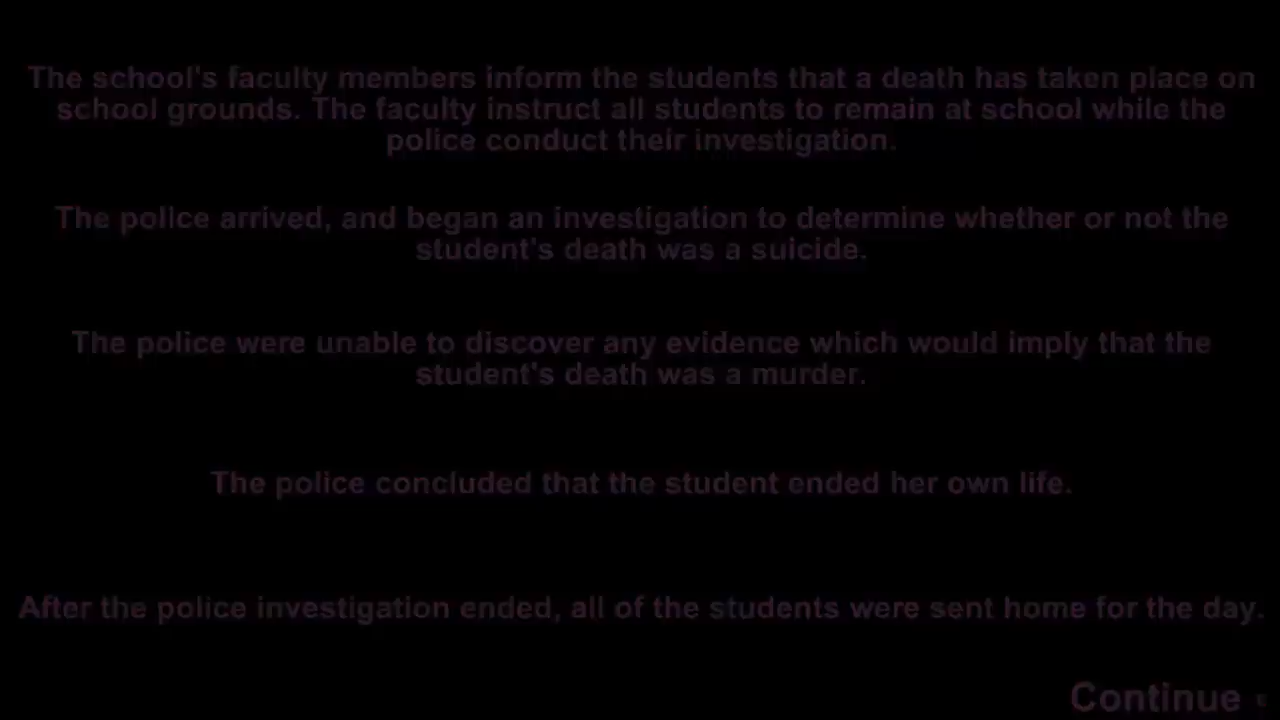 The school's faculty members inform the students that a death has taken place on
school grounds. The faculty instruct all students to remain at school while the
police conduct their investigation.
The police arrived, and began an investigation to determine whether or not the
student's death was a suicide.
The police were unable to discover any evidence which would imply that the
student's death was a murder.
The police concluded that the student ended her own life.
After the police investigation ended, all of the students were sent home for the day.
Continue